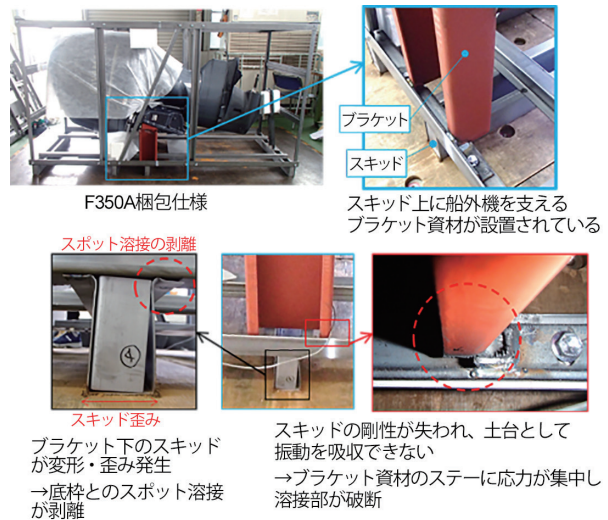 ブラケット
スキッド
F350A梱包仕様
スキッド上に船外機を支える
ブラケット資材が設置されている
スポット溶接の剥離
スキッド歪み
ブラケット下のスキッド
が変形・歪み発生
→底枠とのスポット溶接
が剥離
スキッドの剛性が失われ、土台として
振動を吸収できない
→ブラケット資材のステーに応力が集中し
溶接部が破断